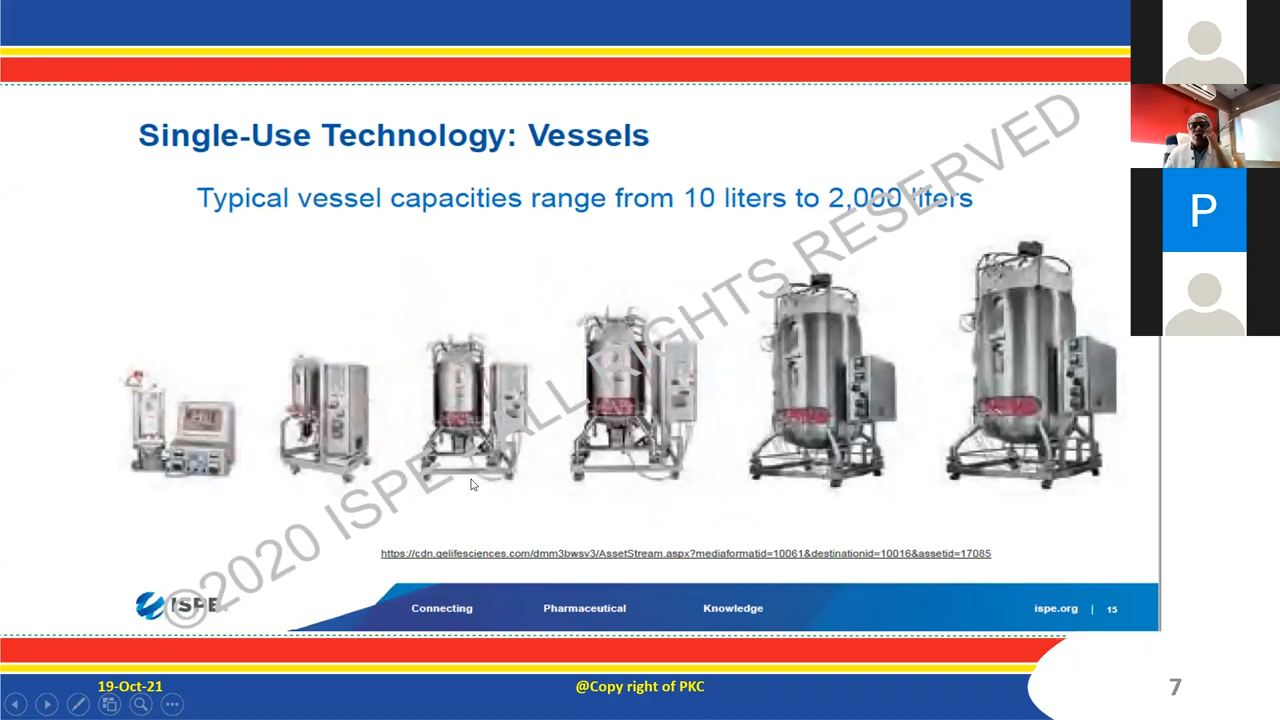 Single-Use Technology: Vessels
Typical vessel capacities range from 10 liters to 2,000 liters
©2020 ISPE - ALL RIGHTS RESERVED
https://cdn.gelifesciences.com/dmm3bwsv3/AssetStream.aspx?mediaformatid=10061&destinationid=10016&assetid=17085
ISPE
Connecting Pharmaceutical Knowledge
ispe.org | 15
19-Oct-21
@Copy right of PKC
7
P